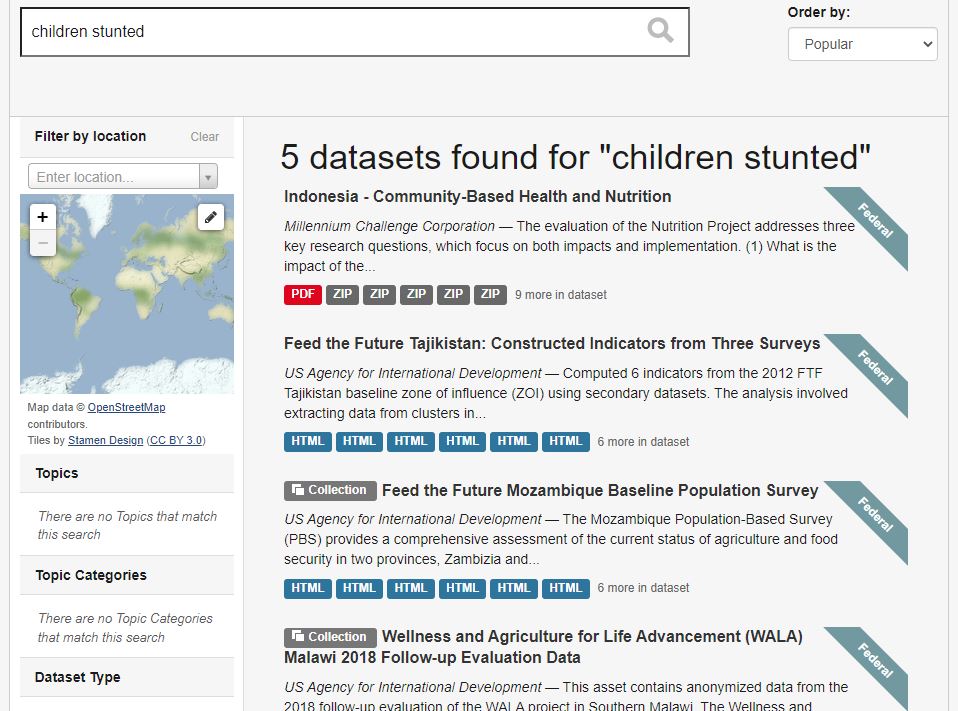 children stunted
Order by:
Popular
Filter by location
Clear
Enter location...
+
−
Map data © OpenStreetMap
contributors.
Tiles by Stamen Design (CC BY 3.0)
Topics
There are no Topics that match
this search
Topic Categories
There are no Topic Categories
that match this search
Dataset Type
5 datasets found for "children stunted"
Indonesia - Community-Based Health and Nutrition
Federal
Millennium Challenge Corporation — The evaluation of the Nutrition Project addresses three
key research questions, which focus on both impacts and implementation. (1) What is the
impact of the...
PDF ZIP ZIP ZIP ZIP ZIP 9 more in dataset
Feed the Future Tajikistan: Constructed Indicators from Three Surveys
Federal
US Agency for International Development — Computed 6 indicators from the 2012 FTF
Tajikistan baseline zone of influence (ZOI) using secondary datasets. The analysis involved
extracting data from clusters in...
HTML HTML HTML HTML HTML HTML 6 more in dataset
Collection Feed the Future Mozambique Baseline Population Survey
Federal
US Agency for International Development — The Mozambique Population-Based Survey
(PBS) provides a comprehensive assessment of the current status of agriculture and food
security in two provinces, Zambizia and...
HTML HTML HTML HTML HTML HTML 6 more in dataset
Collection Wellness and Agriculture for Life Advancement (WALA)
Malawi 2018 Follow-up Evaluation Data
Federal
US Agency for International Development — This asset contains anonymized data from the
2018 follow-up evaluation of the WALA project in Southern Malawi. The Wellness and